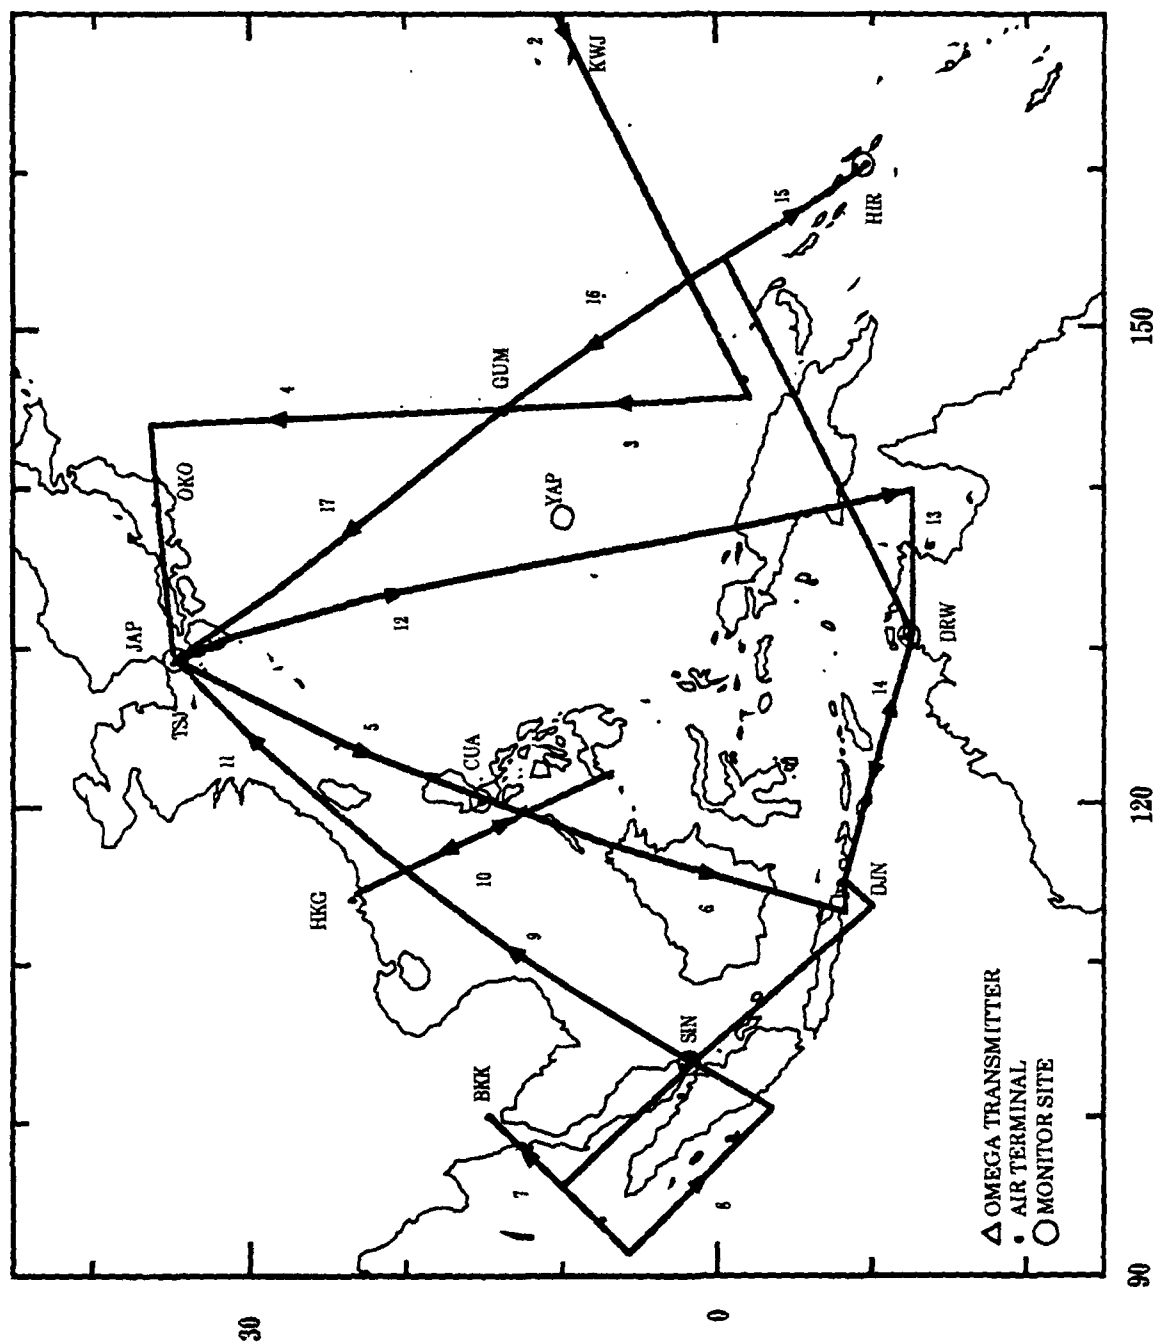 JAP
TSJ
OKO
11
30
4
HKG
17
5
12
CUA
BKK
10
GUM
7
9
2
YAP
16
KWJ
3
SIN
6
0
8
15
HIR
DJN
14
13
DRW
OMEGA TRANSMITTER
AIR TERMINAL
MONITOR SITE
90
120
150